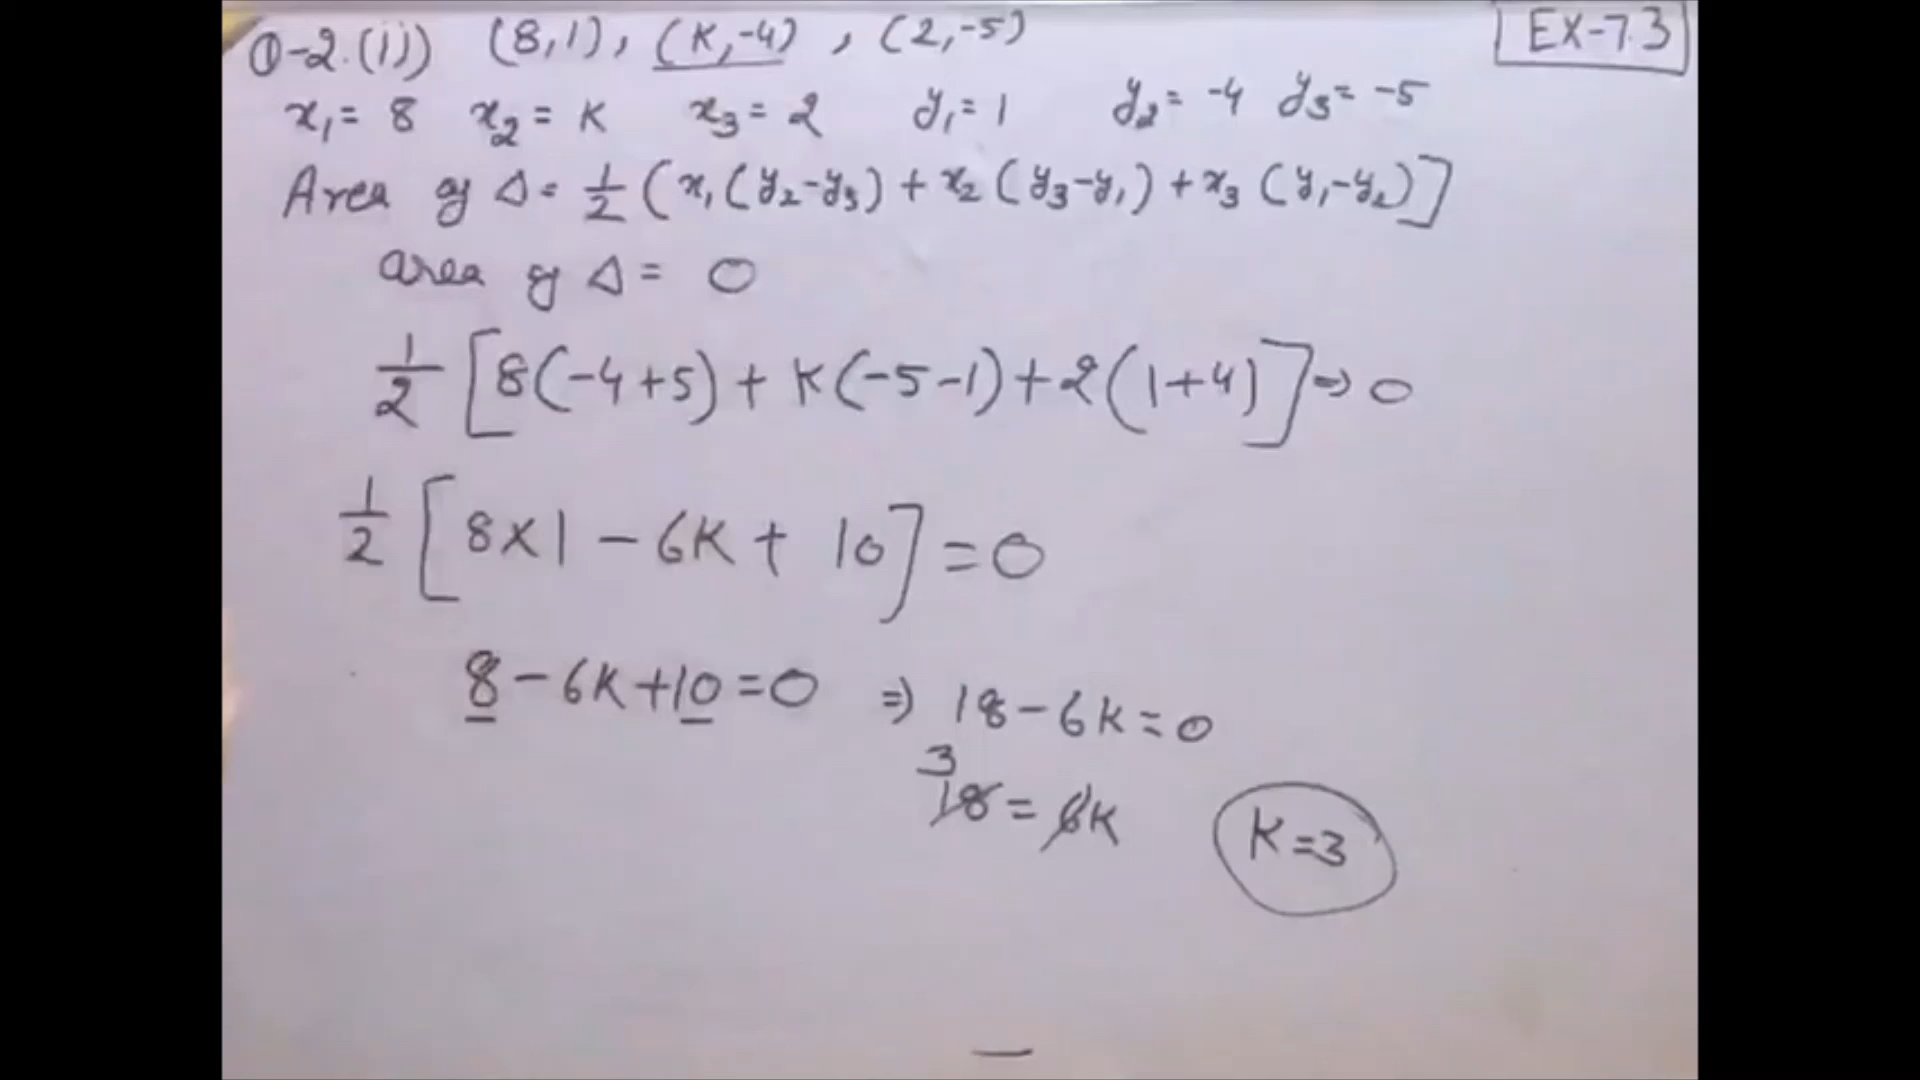 Q-2.(ii) (8,1), (K,-4), (2,-5) EX-7.3
x₁= 8 x₂= K x₃= 2 y₁= 1 y₂= -4 y₃= -5
Area of Δ= 1/2 (x₁(y₂-y₃) + x₂(y₃-y₁) + x₃(y₁-y₂)]
area of Δ= 0
1/2 [8(-4+5) + K(-5-1)+2(1+4)] ⇒ 0
1/2 [8×1 - 6K + 10] = 0
8-6K+10=0 ⇒ 18-6K=0
3
18 = 6K K=3